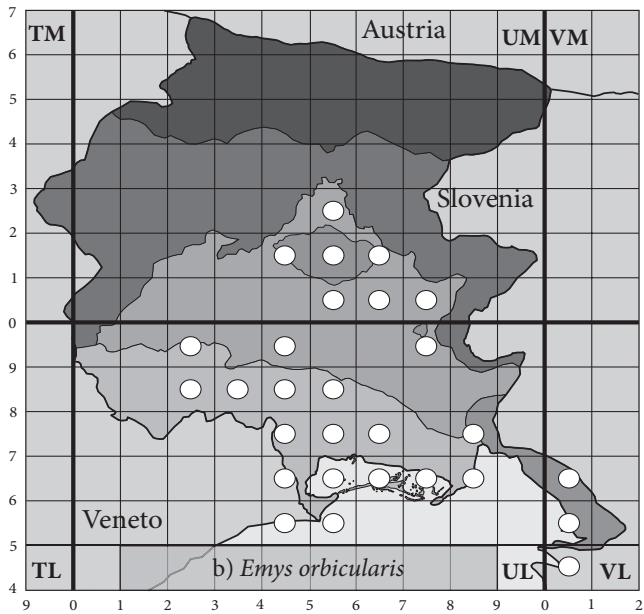 7
TM
Austria
UM
VM
6
5
4
3
Slovenia
2
1
0
9
8
7
6
Veneto
5
TL
b) Emys orbicularis
UL
VL
4
9 0 1 2 3 4 5 6 7 8 9 0 1 2